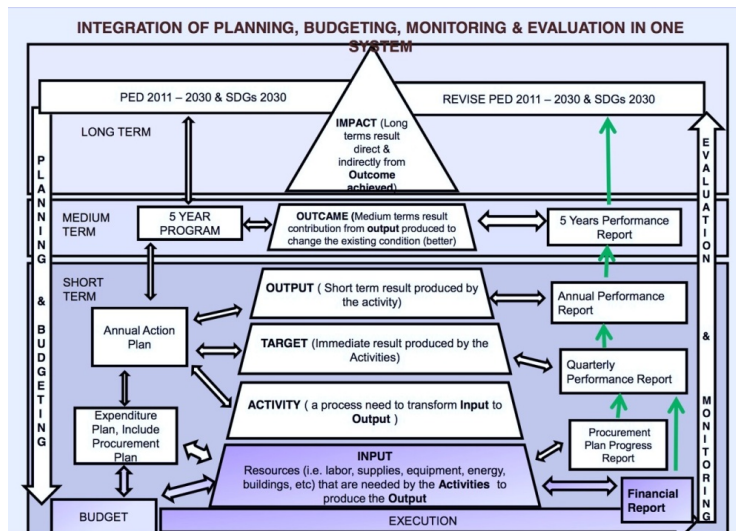 INTEGRATION OF PLANNING, BUDGETING, MONITORING & EVALUATION IN ONE
SYSTEM
PED 2011 – 2030 & SDGs 2030
REVISE PED 2011 – 2030 & SDGs 2030
LONG TERM
IMPACT (Long
terms result
direct &
indirectly from
Outcome
achieved)
PLANNING & BUDGETING
EVALUATION & MONITORING
MEDIUM
TERM
5 YEAR
PROGRAM
OUTCAME (Medium terms result
contribution from output produced to
change the existing condition (better)
5 Years Performance
Report
SHORT
TERM
OUTPUT ( Short term result produced by
the activity)
Annual Performance
Report
Annual Action
Plan
TARGET (Immediate result produced by the
Activities)
Quarterly
Performance Report
ACTIVITY ( a process need to transform Input to
Output )
Expenditure
Plan, Include
Procurement
Plan
Procurement
Plan Progress
Report
INPUT
Resources (i.e. labor, supplies, equipment, energy,
buildings, etc) that are needed by the Activities to
produce the Output
Financial
Report
BUDGET
EXECUTION